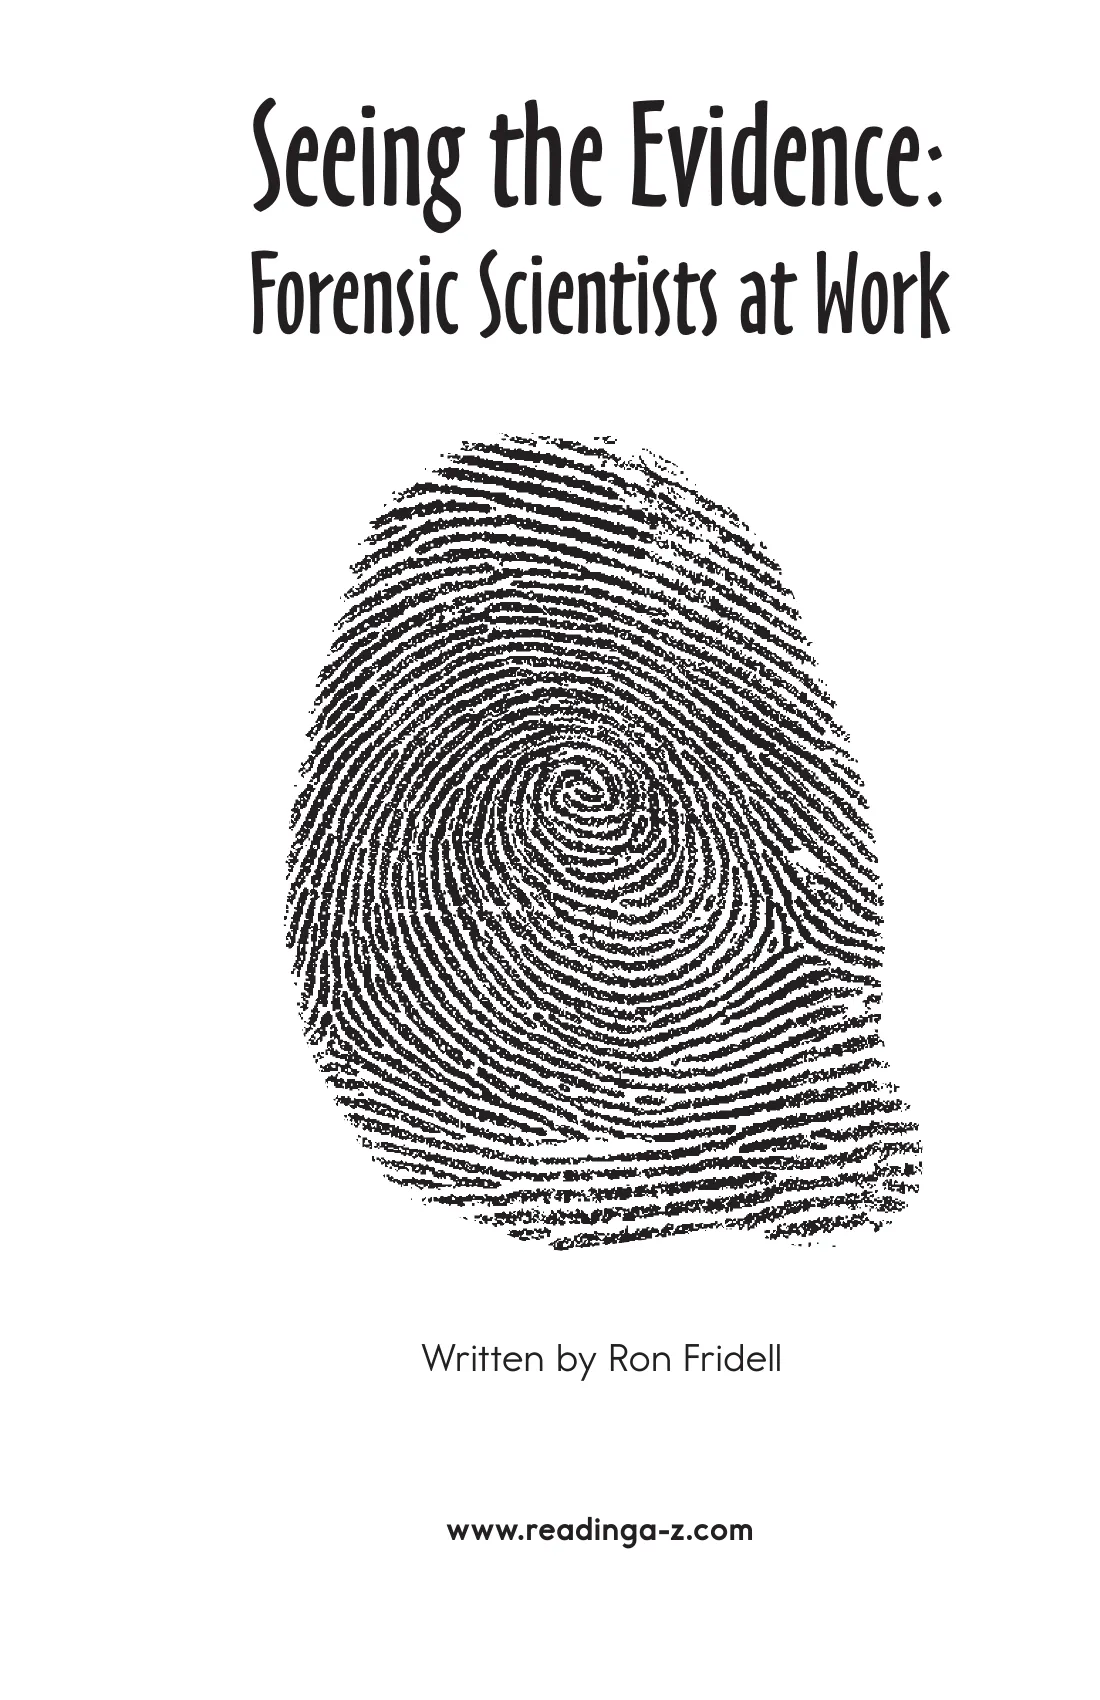 Seeing the Evidence:
Forensic Scientists at Work
Written by Ron Fridell
www.readinga-z.com